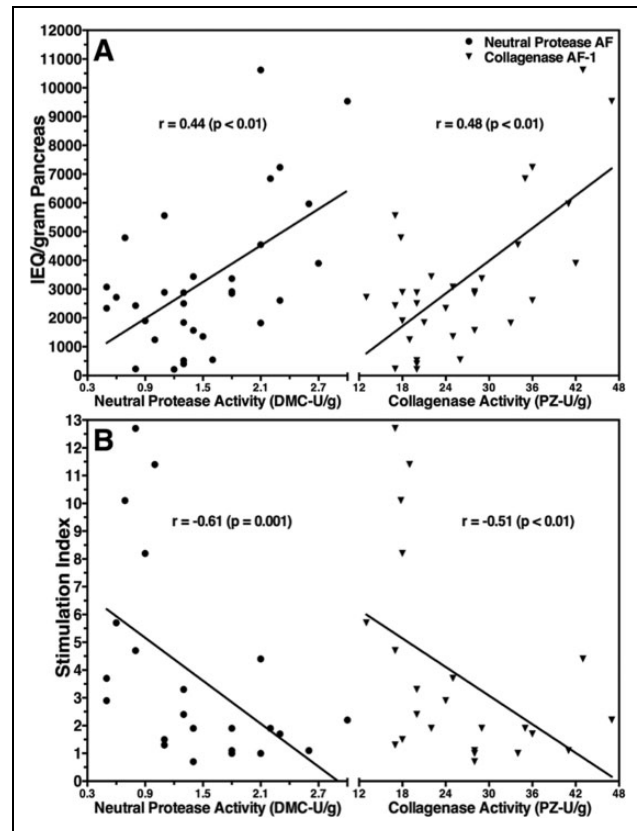 A
Neutral Protease AF
Collagenase AF-1
r = 0.44 (p < 0.01)
r = 0.48 (p < 0.01)
IEQ/gram Pancreas
12000
11000
10000
9000
8000
7000
6000
5000
4000
3000
2000
1000
0
0.3 0.9 1.5 2.1 2.7 12 18 24 30 36 42 48
Neutral Protease Activity (DMC-U/g) Collagenase Activity (PZ-U/g)
B
r = -0.61 (p = 0.001)
r = -0.51 (p < 0.01)
Stimulation Index
13
12
11
10
9
8
7
6
5
4
3
2
1
0
0.3 0.9 1.5 2.1 2.7 12 18 24 30 36 42 48
Neutral Protease Activity (DMC-U/g) Collagenase Activity (PZ-U/g)